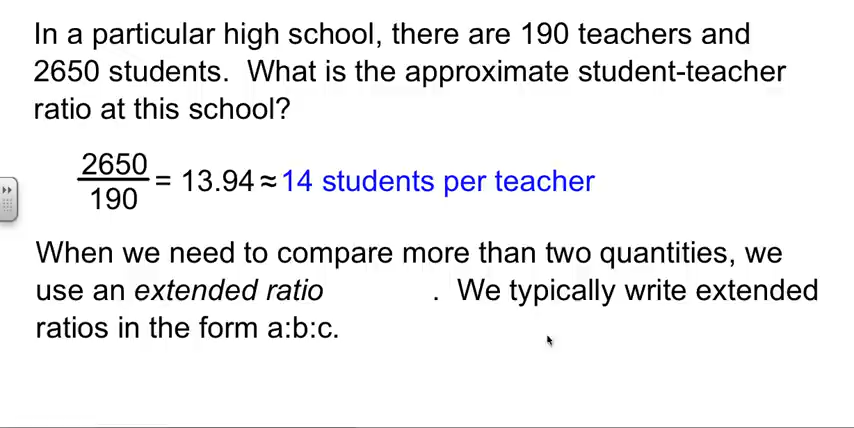 In a particular high school, there are 190 teachers and
2650 students.  What is the approximate student-teacher
ratio at this school?
2650
190
= 13.94 ≈ 14 students per teacher
When we need to compare more than two quantities, we
use an extended ratio . We typically write extended
ratios in the form a:b:c.